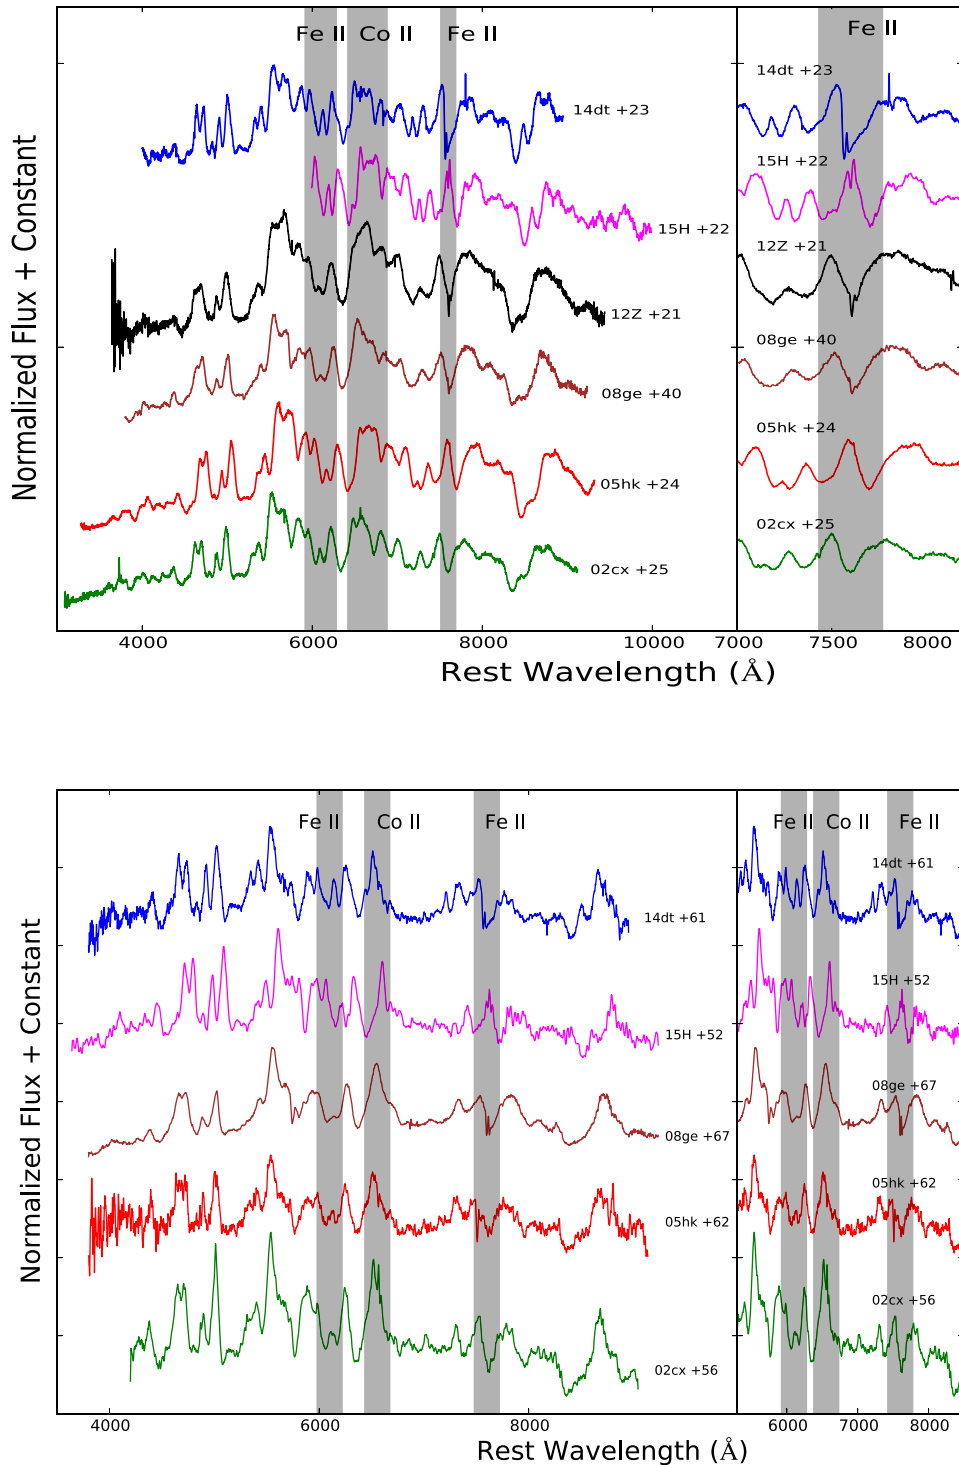 Fe II Co II Fe II
Fe II
14dt +23
14dt +23
15H +22
15H +22
12Z +21
12Z +21
08ge +40
08ge +40
05hk +24
05hk +24
02cx +25
02cx +25
Normalized Flux + Constant
4000 6000 8000 10000
7000 7500 8000
Rest Wavelength (Å)
Fe II Co II Fe II
Fe II Co II Fe II
14dt +61
14dt +61
15H +52
15H +52
08ge +67
08ge +67
05hk +62
05hk +62
02cx +56
02cx +56
Normalized Flux + Constant
4000 6000 8000
6000 7000 8000
Rest Wavelength (Å)